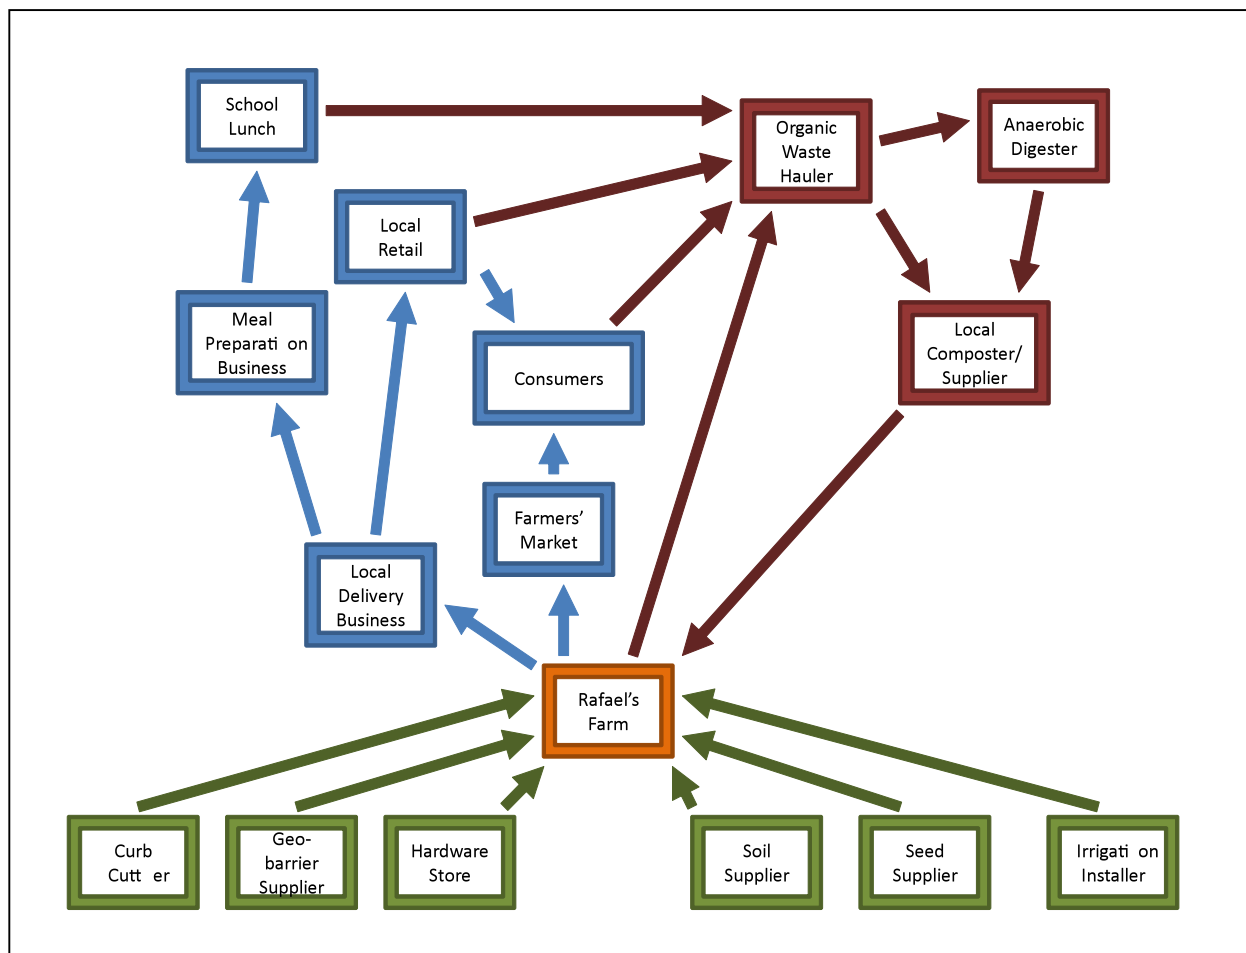 School
Lunch
Organic
Waste
Hauler
Anaerobic
Digester
Local
Retail
Meal
Preparati on
Business
Local
Composter/
Supplier
Consumers
Farmers’
Market
Local
Delivery
Business
Rafael’s
Farm
Curb
Cutt er
Geo-
barrier
Supplier
Hardware
Store
Soil
Supplier
Seed
Supplier
Irrigati on
Installer